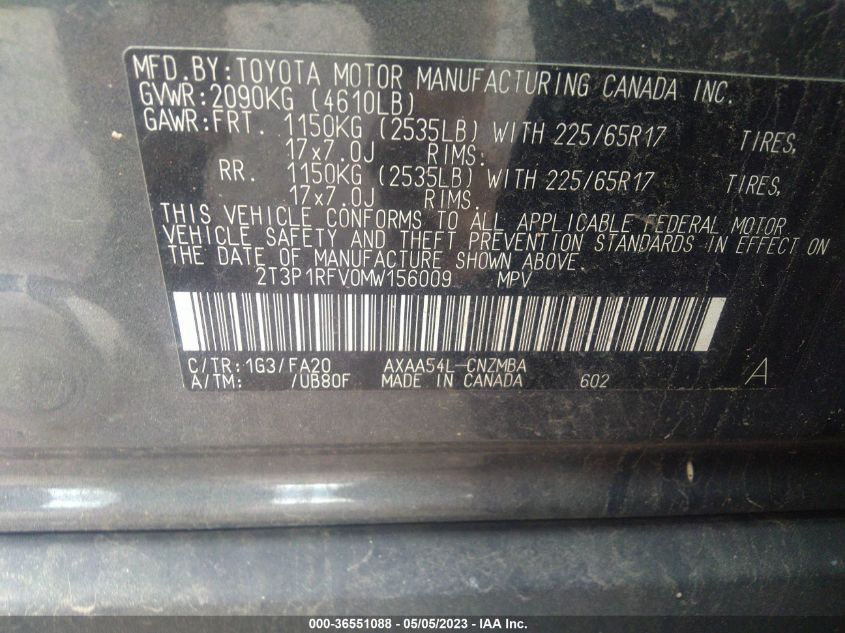 MFD.BY:TOYOTA MOTOR MANUFACTURING CANADA INC.
GVWR:2090KG (4610LB)
GAWR:FRT. 1150KG (2535LB) WITH 225/65R17 TIRES,
17x7.0J RIMS.
RR. 1150KG (2535LB) WITH 225/65R17 TIRES,
17x7.0J RIMS.
THIS VEHICLE CONFORMS TO ALL APPLICABLE FEDERAL MOTOR
VEHICLE SAFETY AND THEFT PREVENTION STANDARDS IN EFFECT ON
THE DATE OF MANUFACTURE SHOWN ABOVE.
2T3P1RFV0MW156009 MPV
C/TR:1G3/FA20 AXAA54L-CNZMBA
A/TM: /UB80F MADE IN CANADA 602 A
000-36551088 - 05/05/2023 - IAA Inc.